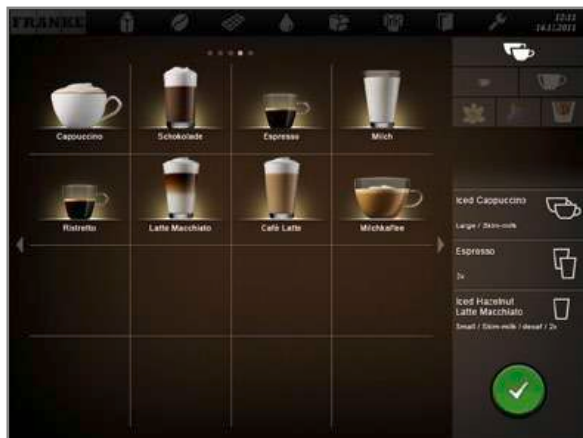 FRANKE
12:11
14.11.2011
Cappuccino
Schokolade
Espresso
Milch
Ristretto
Latte Macchiato
Café Latte
Milchkaffee
Iced Cappuccino
Large / Skim-milk
Espresso
2x
Iced Hazelnut
Latte Macchiato
Small / Skim-milk / decaf / 2x